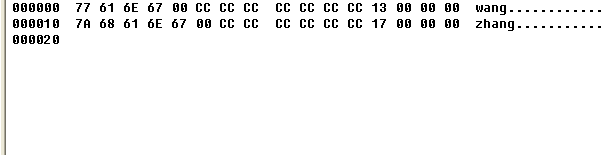 000000 77 61 6E 67 00 CC CC CC CC CC CC CC 13 00 00 00 wang............
000010 7A 68 61 6E 67 00 CC CC CC CC CC CC 17 00 00 00 zhang...........
000020